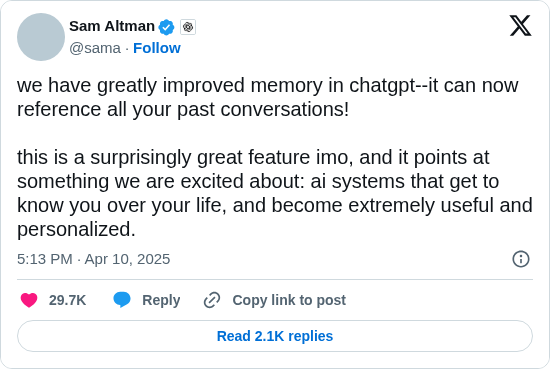 Sam Altman
@sama · Follow
we have greatly improved memory in chatgpt--it can now
reference all your past conversations!
this is a surprisingly great feature imo, and it points at
something we are excited about: ai systems that get to
know you over your life, and become extremely useful and
personalized.
5:13 PM · Apr 10, 2025
29.7K Reply Copy link to post
Read 2.1K replies